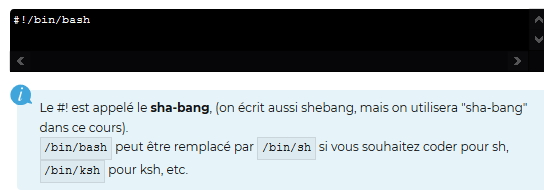 #!/bin/bash
i
Le #! est appelé le sha-bang, (on écrit aussi shebang, mais on utilisera "sha-bang"
dans ce cours).
/bin/bash peut être remplacé par /bin/sh si vous souhaitez coder pour sh,
/bin/ksh pour ksh, etc.